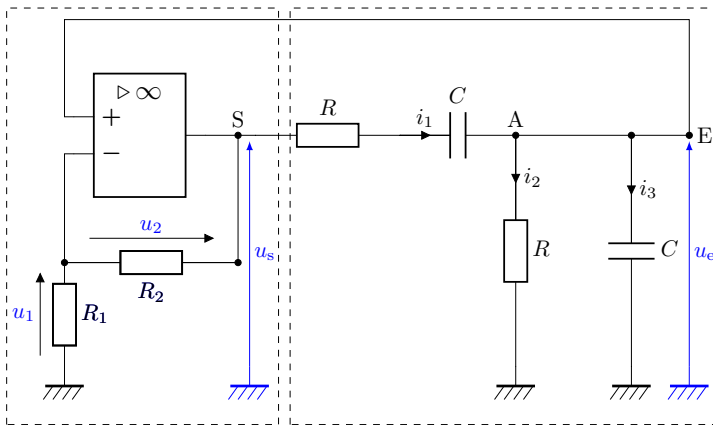 ▷ ∞
+
−
S
R
i₁
C
A
E
i₂
i₃
R
C
u₂
uₛ
uₑ
R₂
u₁
R₁